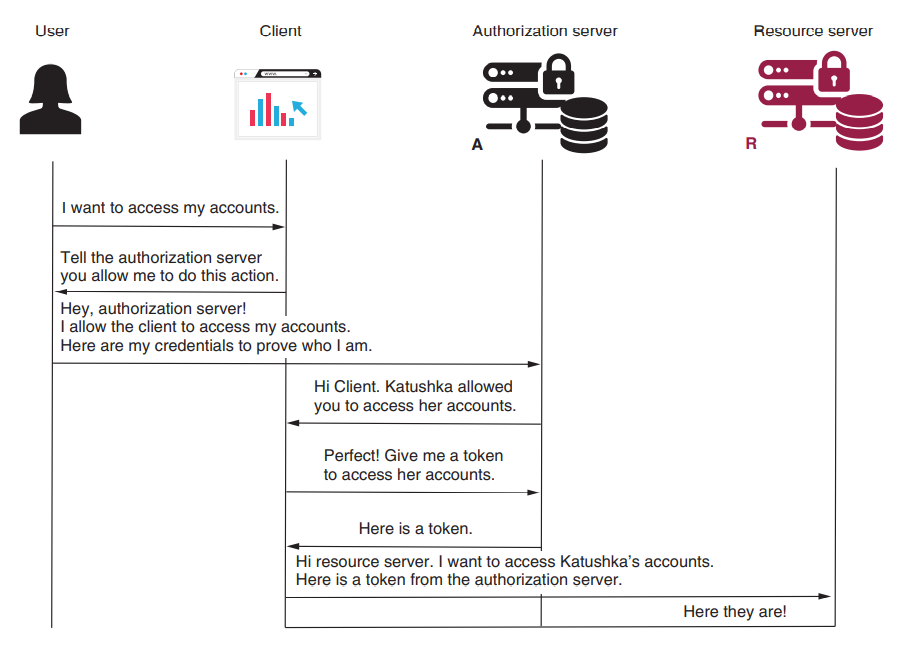 User
Client
Authorization server
Resource server
www.
A
R
I want to access my accounts.
Tell the authorization server
you allow me to do this action.
Hey, authorization server!
I allow the client to access my accounts.
Here are my credentials to prove who I am.
Hi Client. Katushka allowed
you to access her accounts.
Perfect! Give me a token
to access her accounts.
Here is a token.
Hi resource server. I want to access Katushka's accounts.
Here is a token from the authorization server.
Here they are!